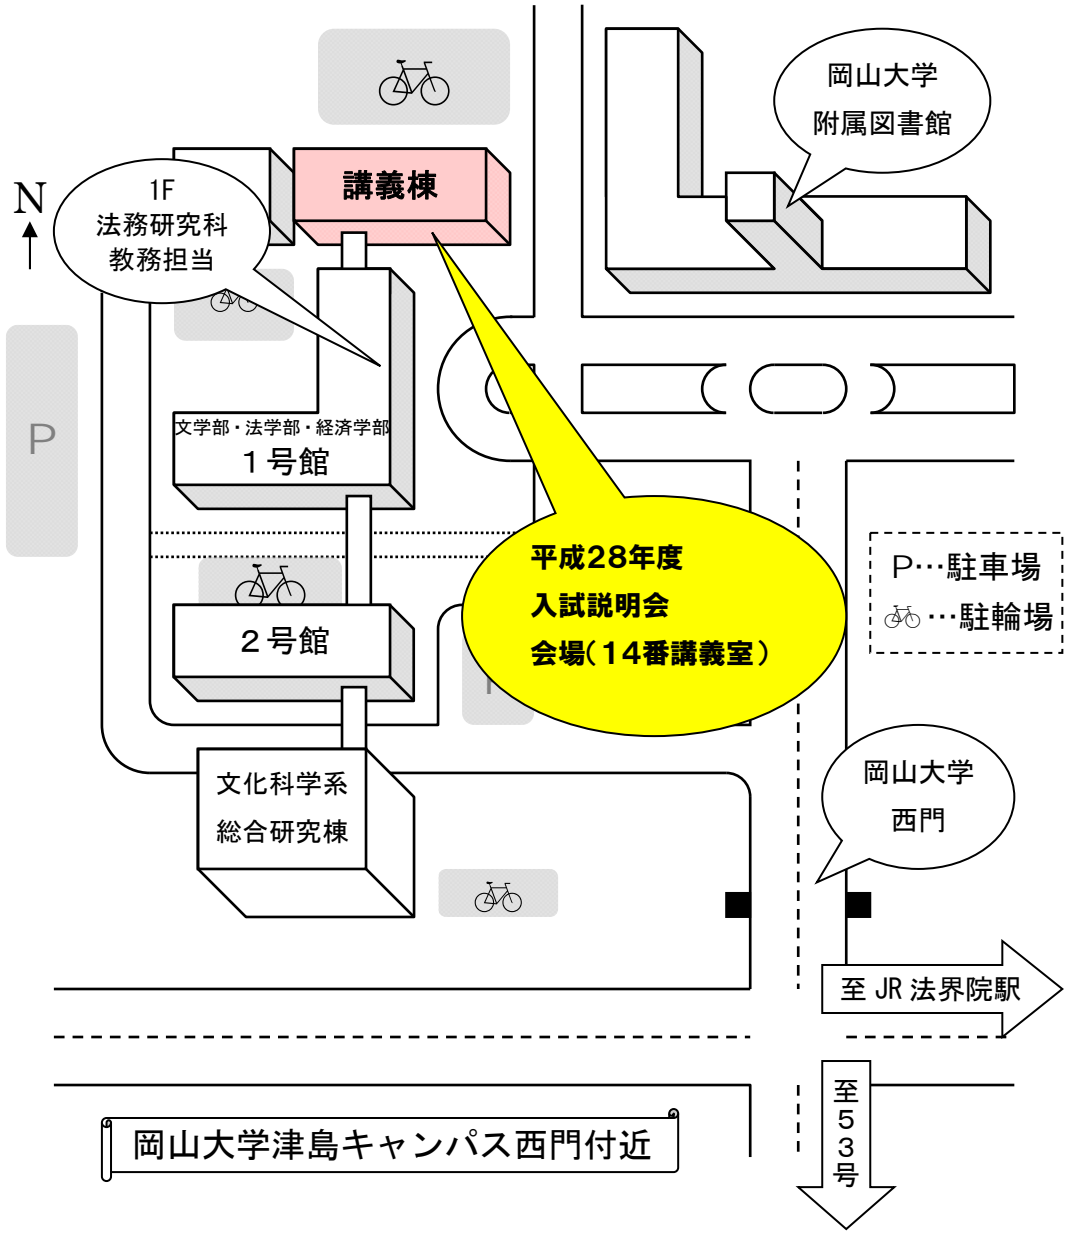 岡山大学
附属図書館
講義棟
N
1F
法務研究科
教務担当
P
文学部・法学部・経済学部
１号館
平成28年度
入試説明会
会場（14番講義室）
P…駐車場
…駐輪場
２号館
P
岡山大学
西門
文化科学系
総合研究棟
至 JR 法界院駅
至５３号
岡山大学津島キャンパス西門付近